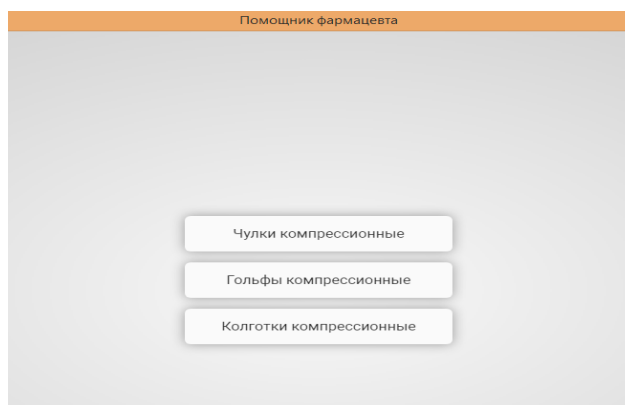 Помощник фармацевта
Чулки компрессионные
Гольфы компрессионные
Колготки компрессионные